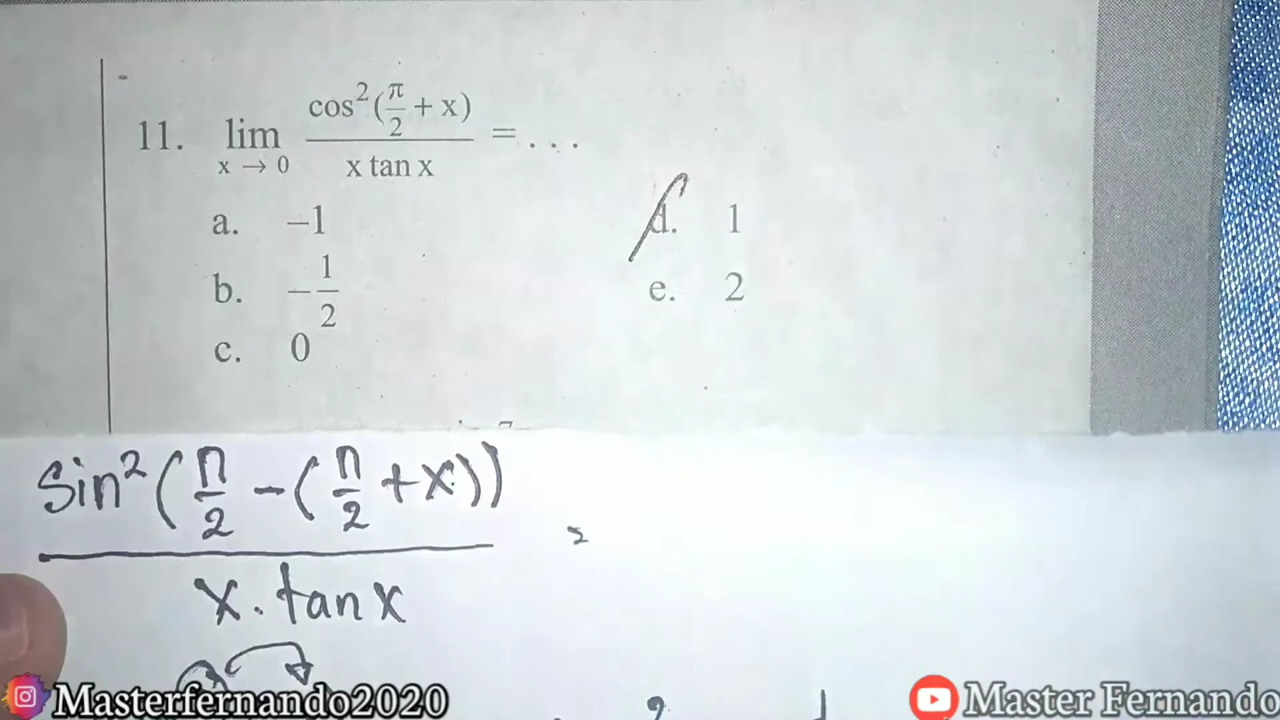 11. lim x → 0 cos²(π/2 + x) / x tan x = . . .
a. −1
d. 1
b. −1/2
e. 2
c. 0
Sin²(π/2 − (π/2 + x)) / x . tan x =
Masterfernando2020
Master Fernando